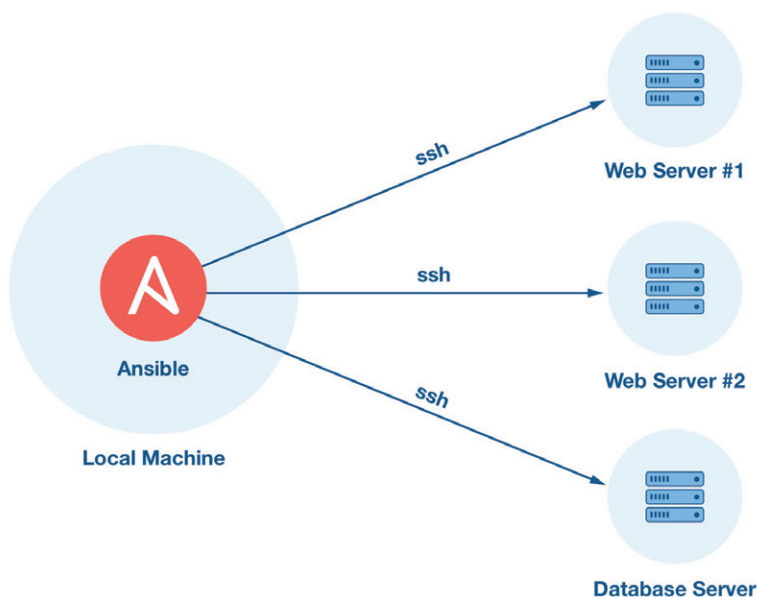 ssh
Web Server #1
ssh
Ansible
Web Server #2
ssh
Local Machine
Database Server